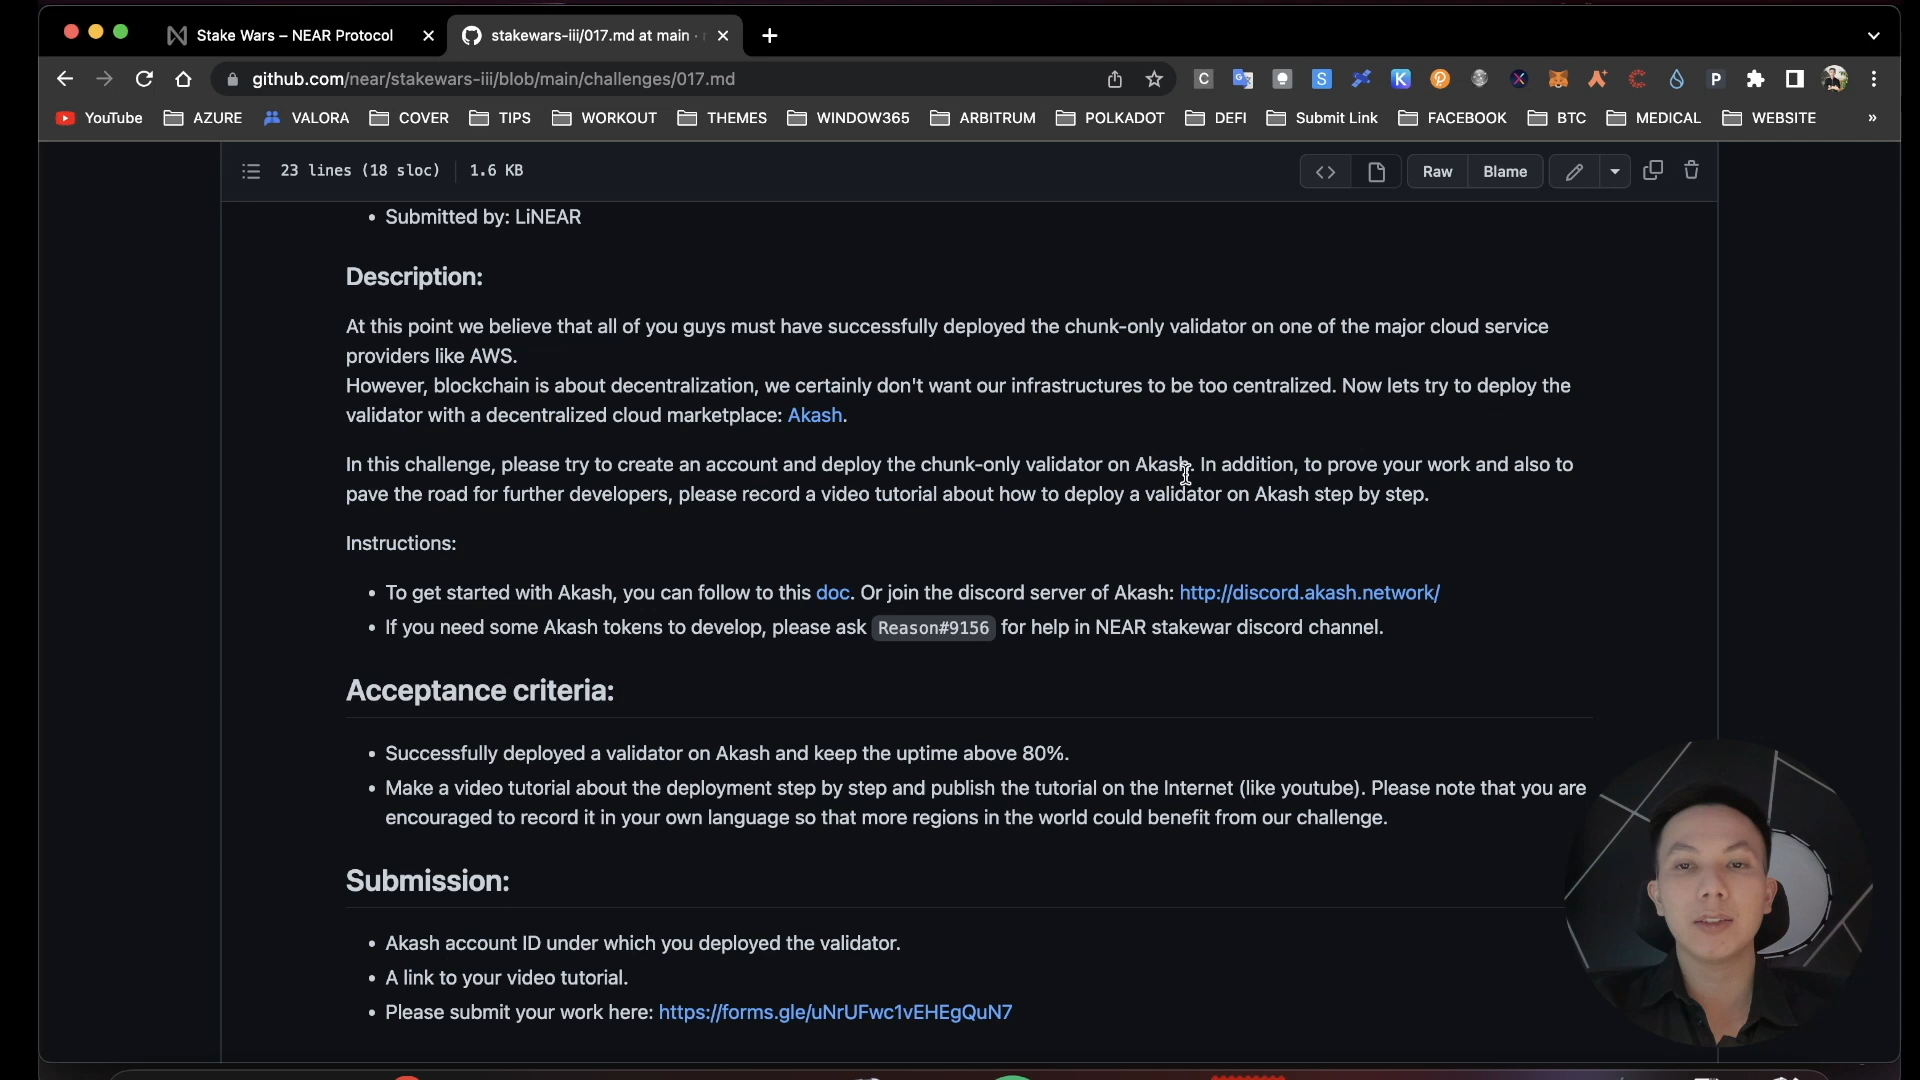 Stake Wars – NEAR Protocol
stakewars-iii/017.md at main ·
github.com/near/stakewars-iii/blob/main/challenges/017.md
YouTube AZURE VALORA COVER TIPS WORKOUT THEMES WINDOW365 ARBITRUM POLKADOT DEFI Submit Link FACEBOOK BTC MEDICAL WEBSITE »
23 lines (18 sloc) 1.6 KB Raw Blame
• Submitted by: LiNEAR
Description:
At this point we believe that all of you guys must have successfully deployed the chunk-only validator on one of the major cloud service
providers like AWS.
However, blockchain is about decentralization, we certainly don't want our infrastructures to be too centralized. Now lets try to deploy the
validator with a decentralized cloud marketplace: Akash.
In this challenge, please try to create an account and deploy the chunk-only validator on Akash. In addition, to prove your work and also to
pave the road for further developers, please record a video tutorial about how to deploy a validator on Akash step by step.
Instructions:
• To get started with Akash, you can follow to this doc. Or join the discord server of Akash: http://discord.akash.network/
• If you need some Akash tokens to develop, please ask Reason#9156 for help in NEAR stakewar discord channel.
Acceptance criteria:
• Successfully deployed a validator on Akash and keep the uptime above 80%.
• Make a video tutorial about the deployment step by step and publish the tutorial on the Internet (like youtube). Please note that you are
encouraged to record it in your own language so that more regions in the world could benefit from our challenge.
Submission:
• Akash account ID under which you deployed the validator.
• A link to your video tutorial.
• Please submit your work here: https://forms.gle/uNrUFwc1vEHEgQuN7